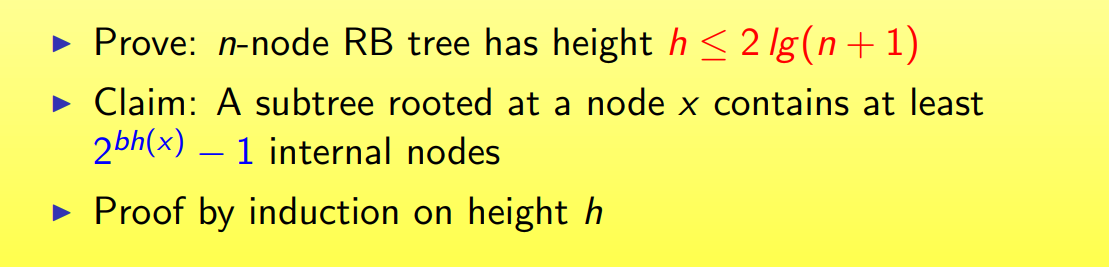 ▶ Prove: n-node RB tree has height h ≤ 2 lg(n + 1)
▶ Claim: A subtree rooted at a node x contains at least
2^{bh(x)} − 1 internal nodes
▶ Proof by induction on height h